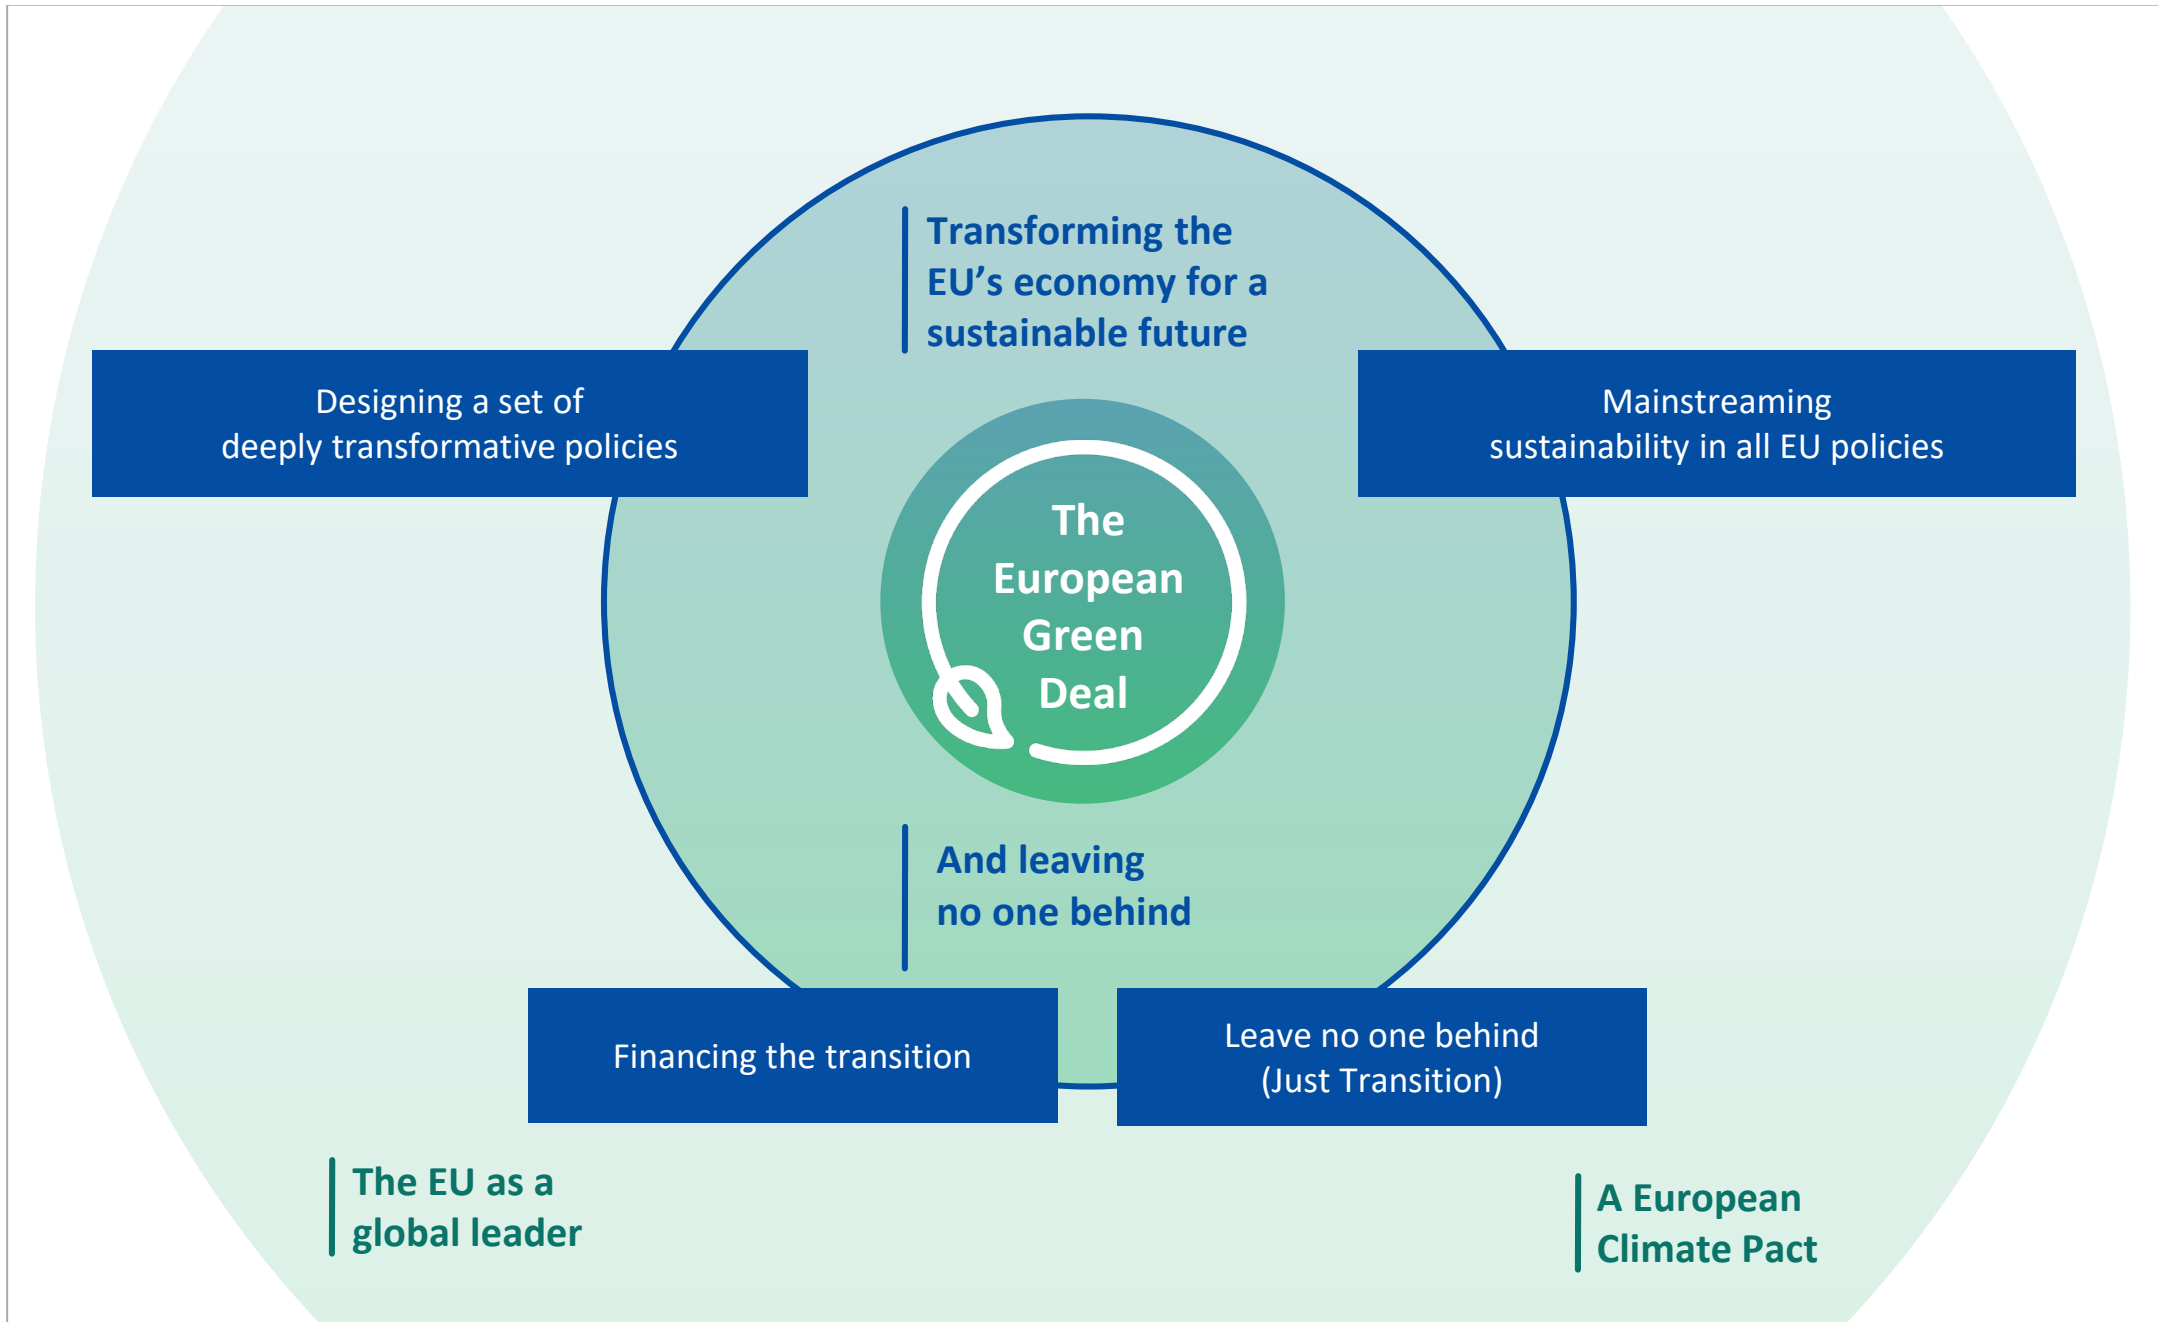 Transforming the
EU’s economy for a
sustainable future
Designing a set of
deeply transformative policies
Mainstreaming
sustainability in all EU policies
The
European
Green
Deal
And leaving
no one behind
Financing the transition
Leave no one behind
(Just Transition)
The EU as a
global leader
A European
Climate Pact